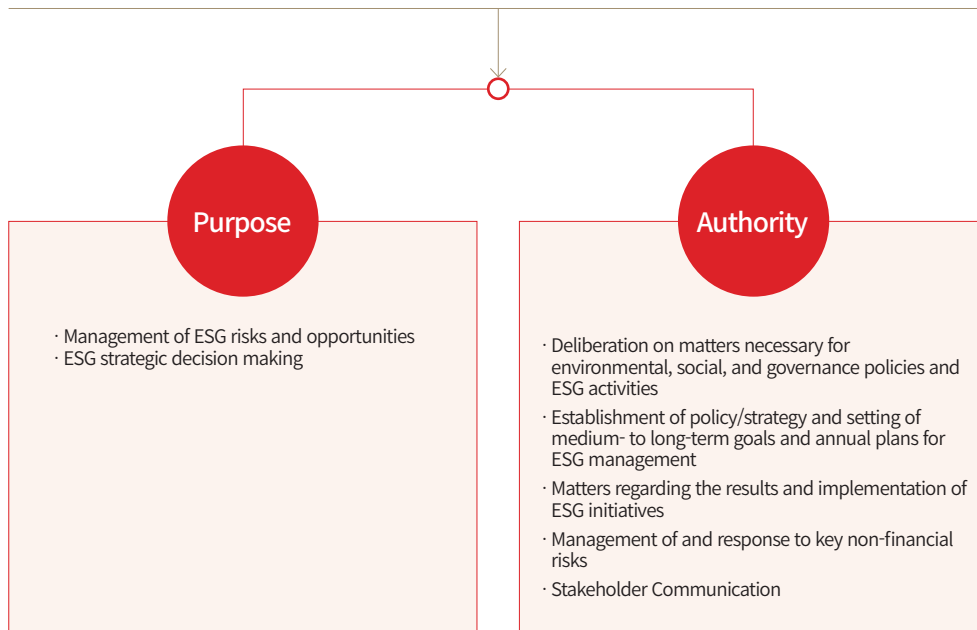 Purpose
· Management of ESG risks and opportunities
· ESG strategic decision making
Authority
· Deliberation on matters necessary for
environmental, social, and governance policies and
ESG activities
· Establishment of policy/strategy and setting of
medium- to long-term goals and annual plans for
ESG management
· Matters regarding the results and implementation of
ESG initiatives
· Management of and response to key non-financial
risks
· Stakeholder Communication